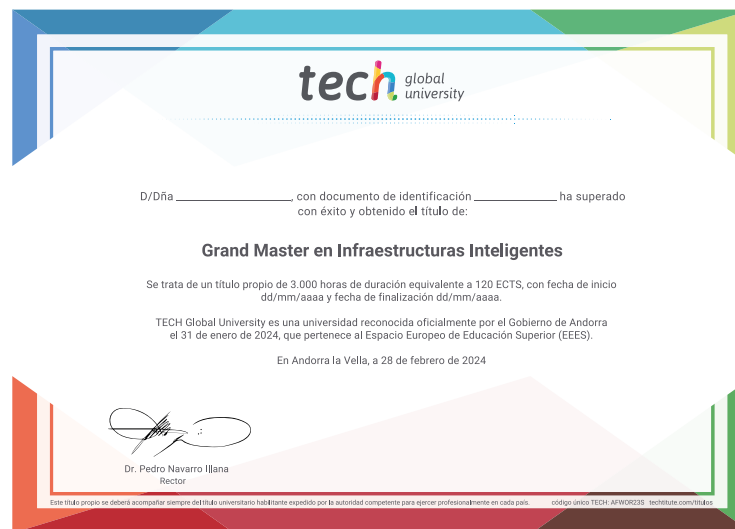 tech global
university
D/Dña ____________________, con documento de identificación ______________ ha superado
con éxito y obtenido el título de:
Grand Master en Infraestructuras Inteligentes
Se trata de un título propio de 3.000 horas de duración equivalente a 120 ECTS, con fecha de inicio
dd/mm/aaaa y fecha de finalización dd/mm/aaaa.
TECH Global University es una universidad reconocida oficialmente por el Gobierno de Andorra
el 31 de enero de 2024, que pertenece al Espacio Europeo de Educación Superior (EEES).
En Andorra la Vella, a 28 de febrero de 2024
Dr. Pedro Navarro Illana
Rector
Este título propio se deberá acompañar siempre del título universitario habilitante expedido por la autoridad competente para ejercer profesionalmente en cada país. código único TECH: AFWOR23S techtitute.com/títulos